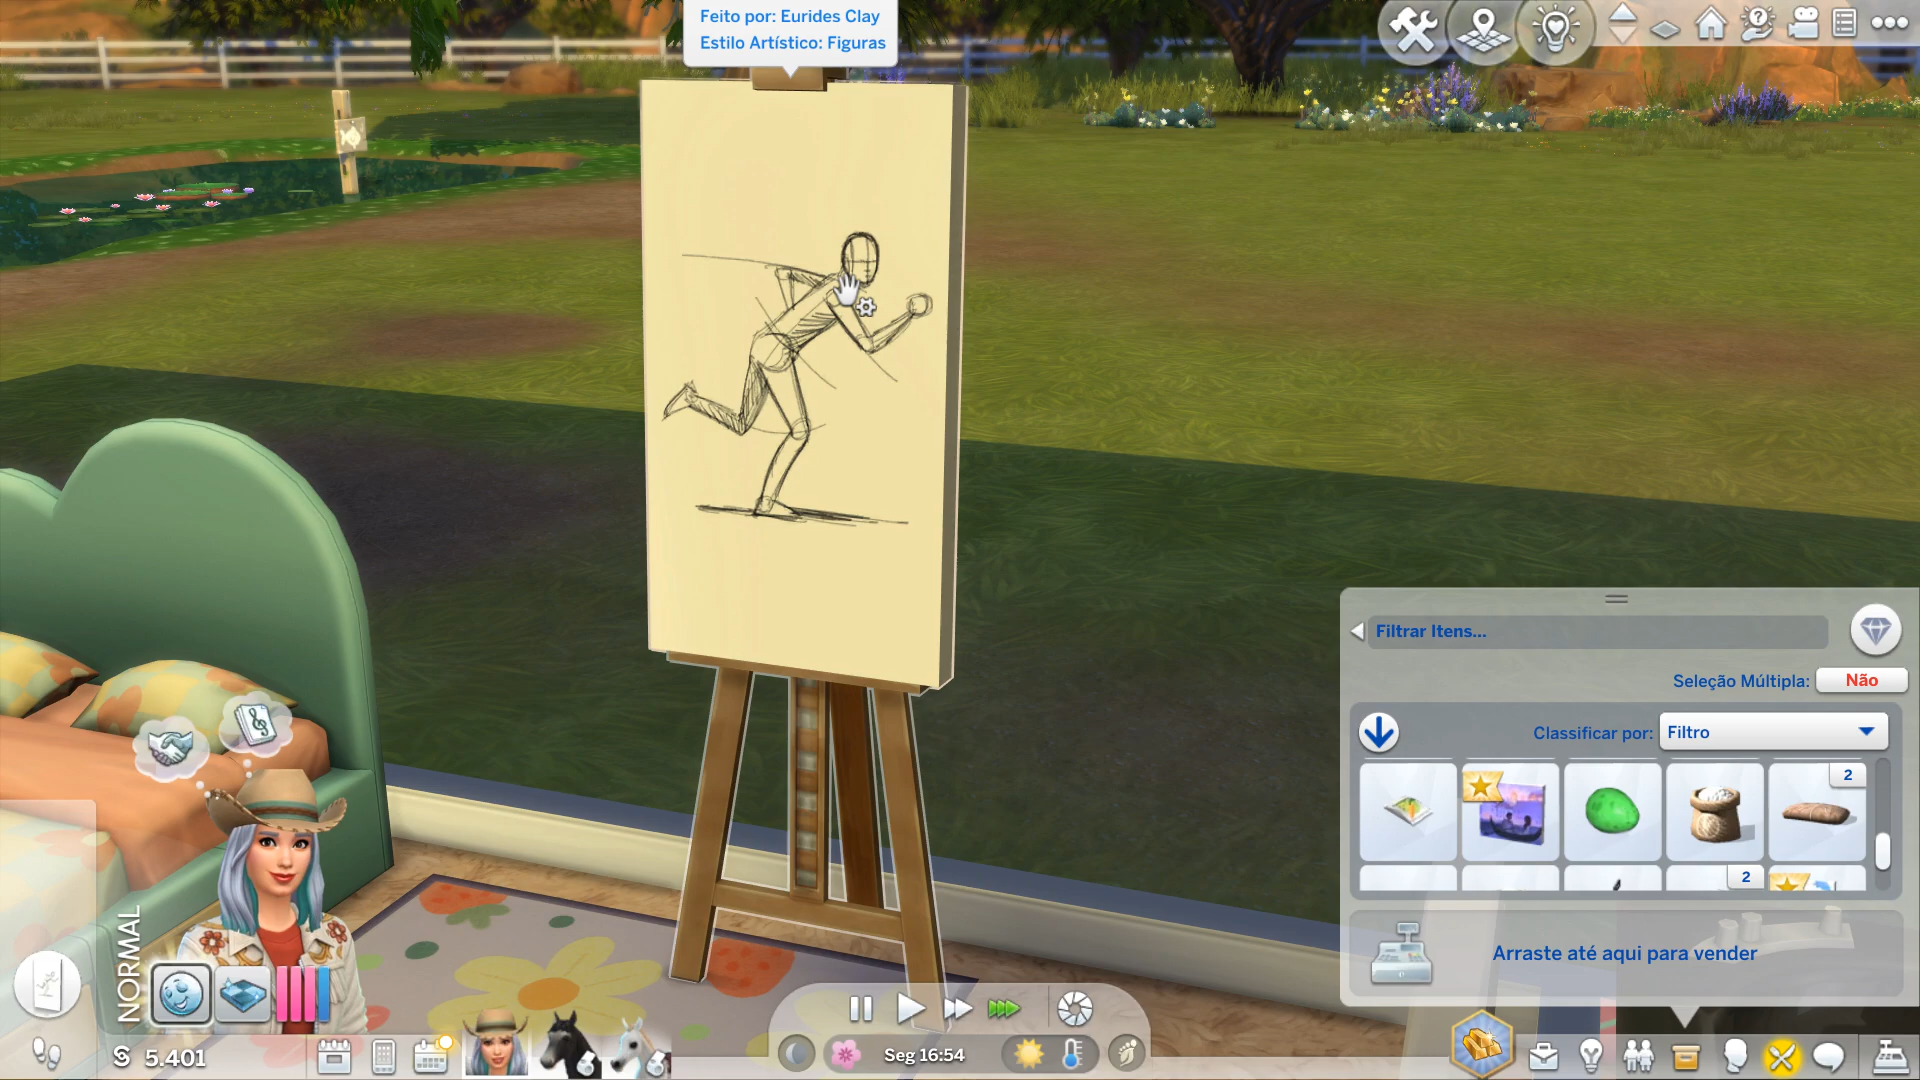 Feito por: Eurides Clay
Estilo Artístico: Figuras
Filtrar Itens...
Seleção Múltipla: Não
Classificar por: Filtro
2
2
Arraste até aqui para vender
NORMAL
5.401
Seg 16:54